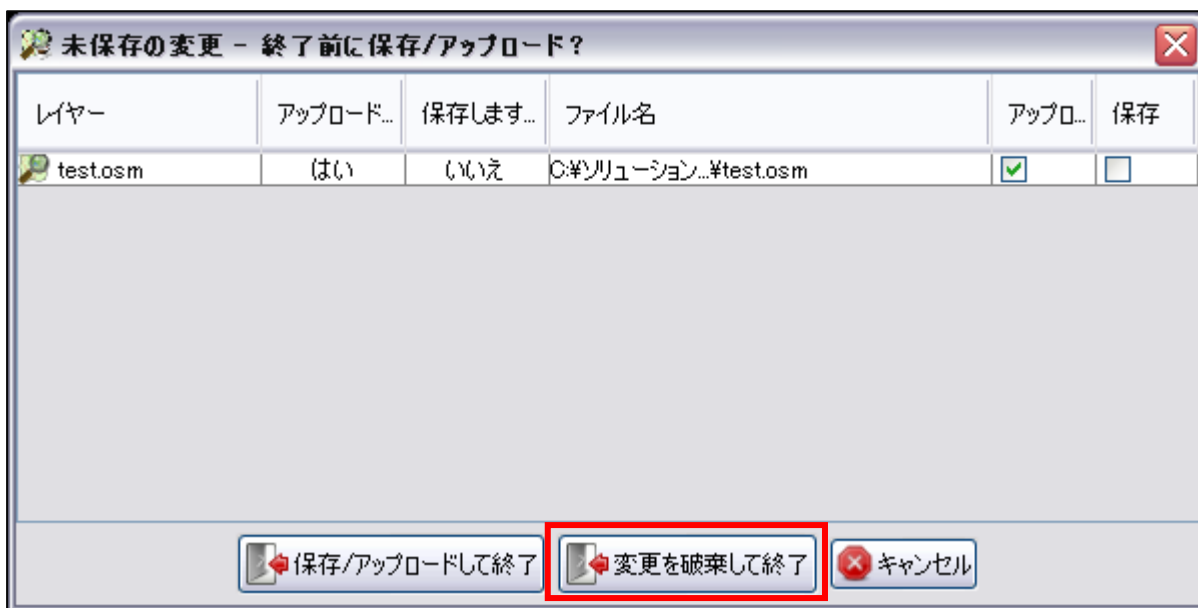 未保存の変更 - 終了前に保存/アップロード?
レイヤー アップロード... 保存します... ファイル名 アップロ... 保存
test.osm はい いいえ C:¥ソリューション...¥test.osm
保存/アップロードして終了 変更を破棄して終了 キャンセル